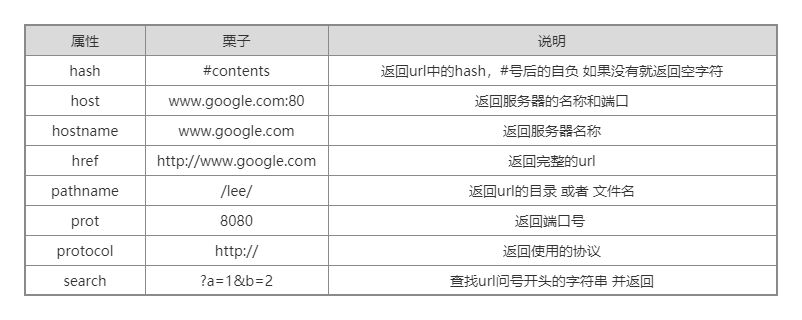 属性 栗子 说明
hash #contents 返回url中的hash，#号后的自负 如果没有就返回空字符
host www.google.com:80 返回服务器的名称和端口
hostname www.google.com 返回服务器名称
href http://www.google.com 返回完整的url
pathname /lee/ 返回url的目录 或者 文件名
prot 8080 返回端口号
protocol http:// 返回使用的协议
search ?a=1&b=2 查找url问号开头的字符串 并返回